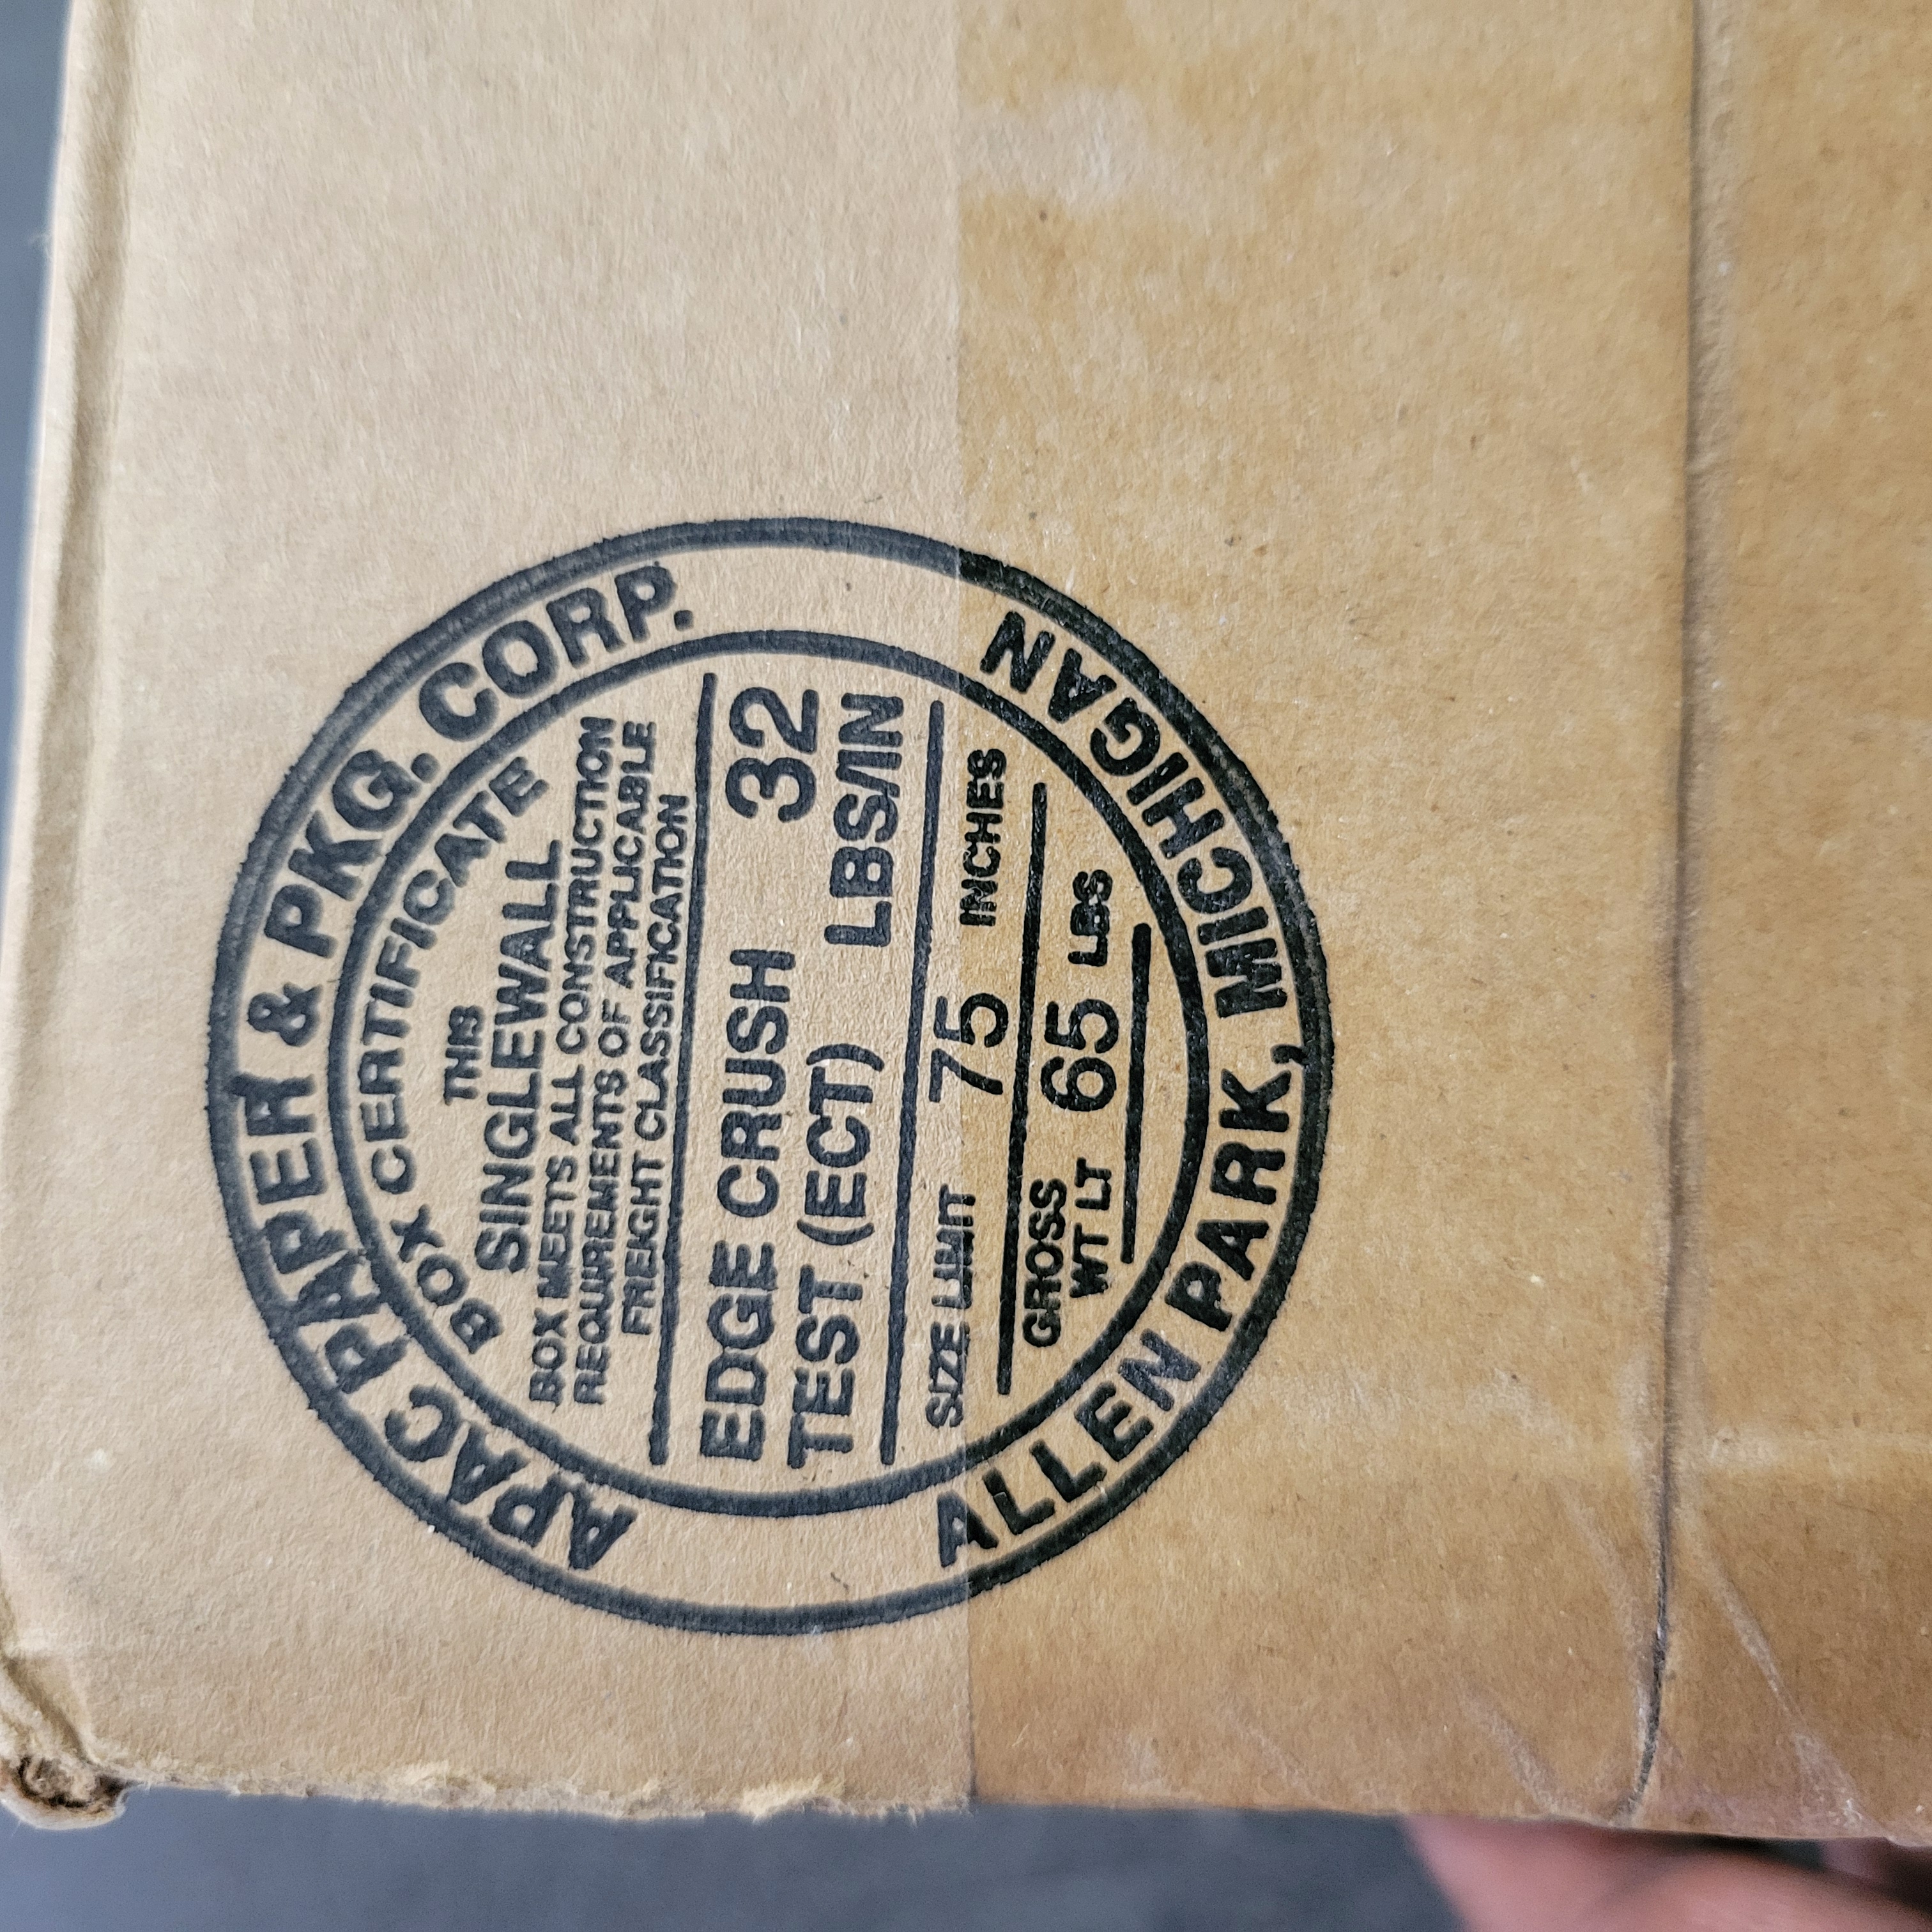 APAC PAPER & PKG. CORP.
BOX CERTIFICATE
THIS
SINGLEWALL
BOX MEETS ALL CONSTRUCTION
REQUIREMENTS OF APPLICABLE
FREIGHT CLASSIFICATION
EDGE CRUSH 32
TEST (ECT) LBS/IN
SIZE LIMIT 75 INCHES
GROSS
WT LT 65 LBS
ALLEN PARK, MICHIGAN